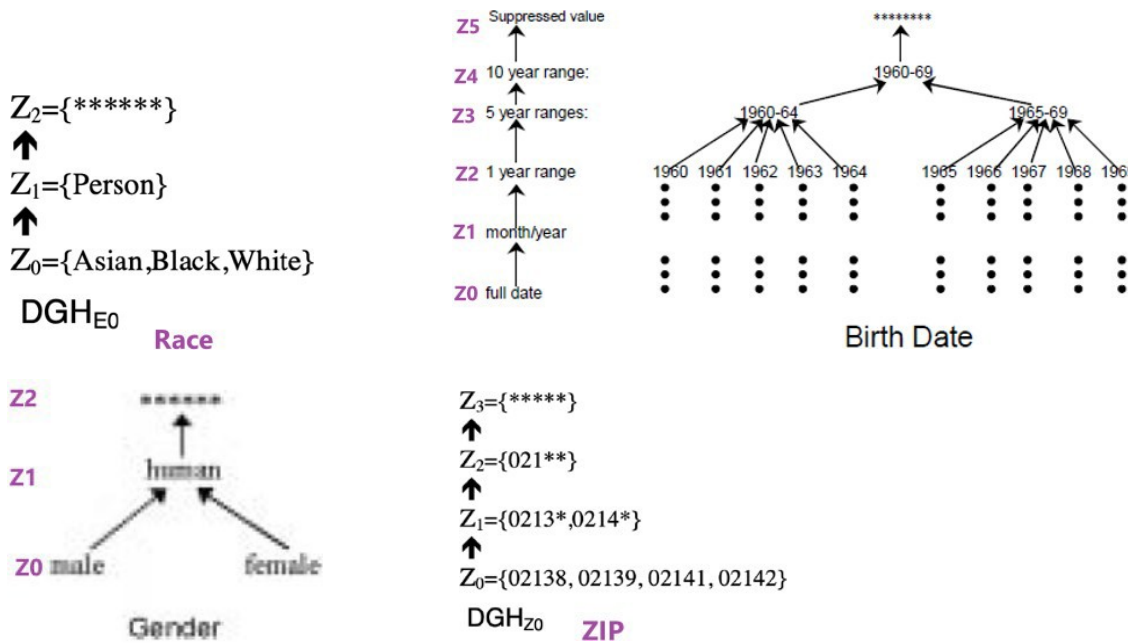 Z2={******}
Z1={Person}
Z0={Asian,Black,White}
DGHE0
Race
Z5 Suppressed value
********
Z4 10 year range:
1960-69
Z3 5 year ranges:
1960-64
1965-69
Z2 1 year range
1960 1961 1962 1963 1964 1965 1966 1967 1968
Z1 month/year
Z0 full date
Birth Date
Z2 ******
Z1 human
Z0 male female
Gender
Z3={*****}
Z2={021**}
Z1={0213*,0214*}
Z0={02138, 02139, 02141, 02142}
DGHZ0
ZIP